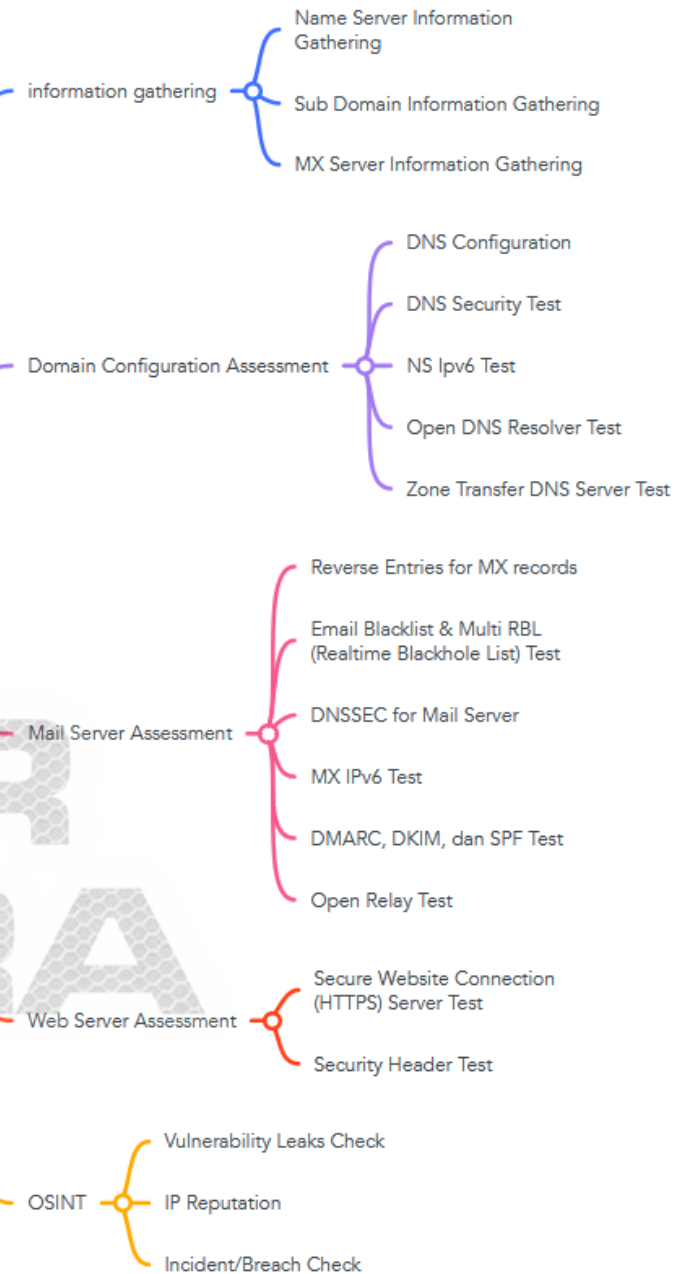 Name Server Information
Gathering
information gathering
Sub Domain Information Gathering
MX Server Information Gathering
DNS Configuration
DNS Security Test
Domain Configuration Assessment
NS Ipv6 Test
Open DNS Resolver Test
Zone Transfer DNS Server Test
Reverse Entries for MX records
Email Blacklist & Multi RBL
(Realtime Blackhole List) Test
DNSSEC for Mail Server
Mail Server Assessment
MX IPv6 Test
DMARC, DKIM, dan SPF Test
Open Relay Test
R
RA
Secure Website Connection
(HTTPS) Server Test
Web Server Assessment
Security Header Test
Vulnerability Leaks Check
OSINT
IP Reputation
Incident/Breach Check